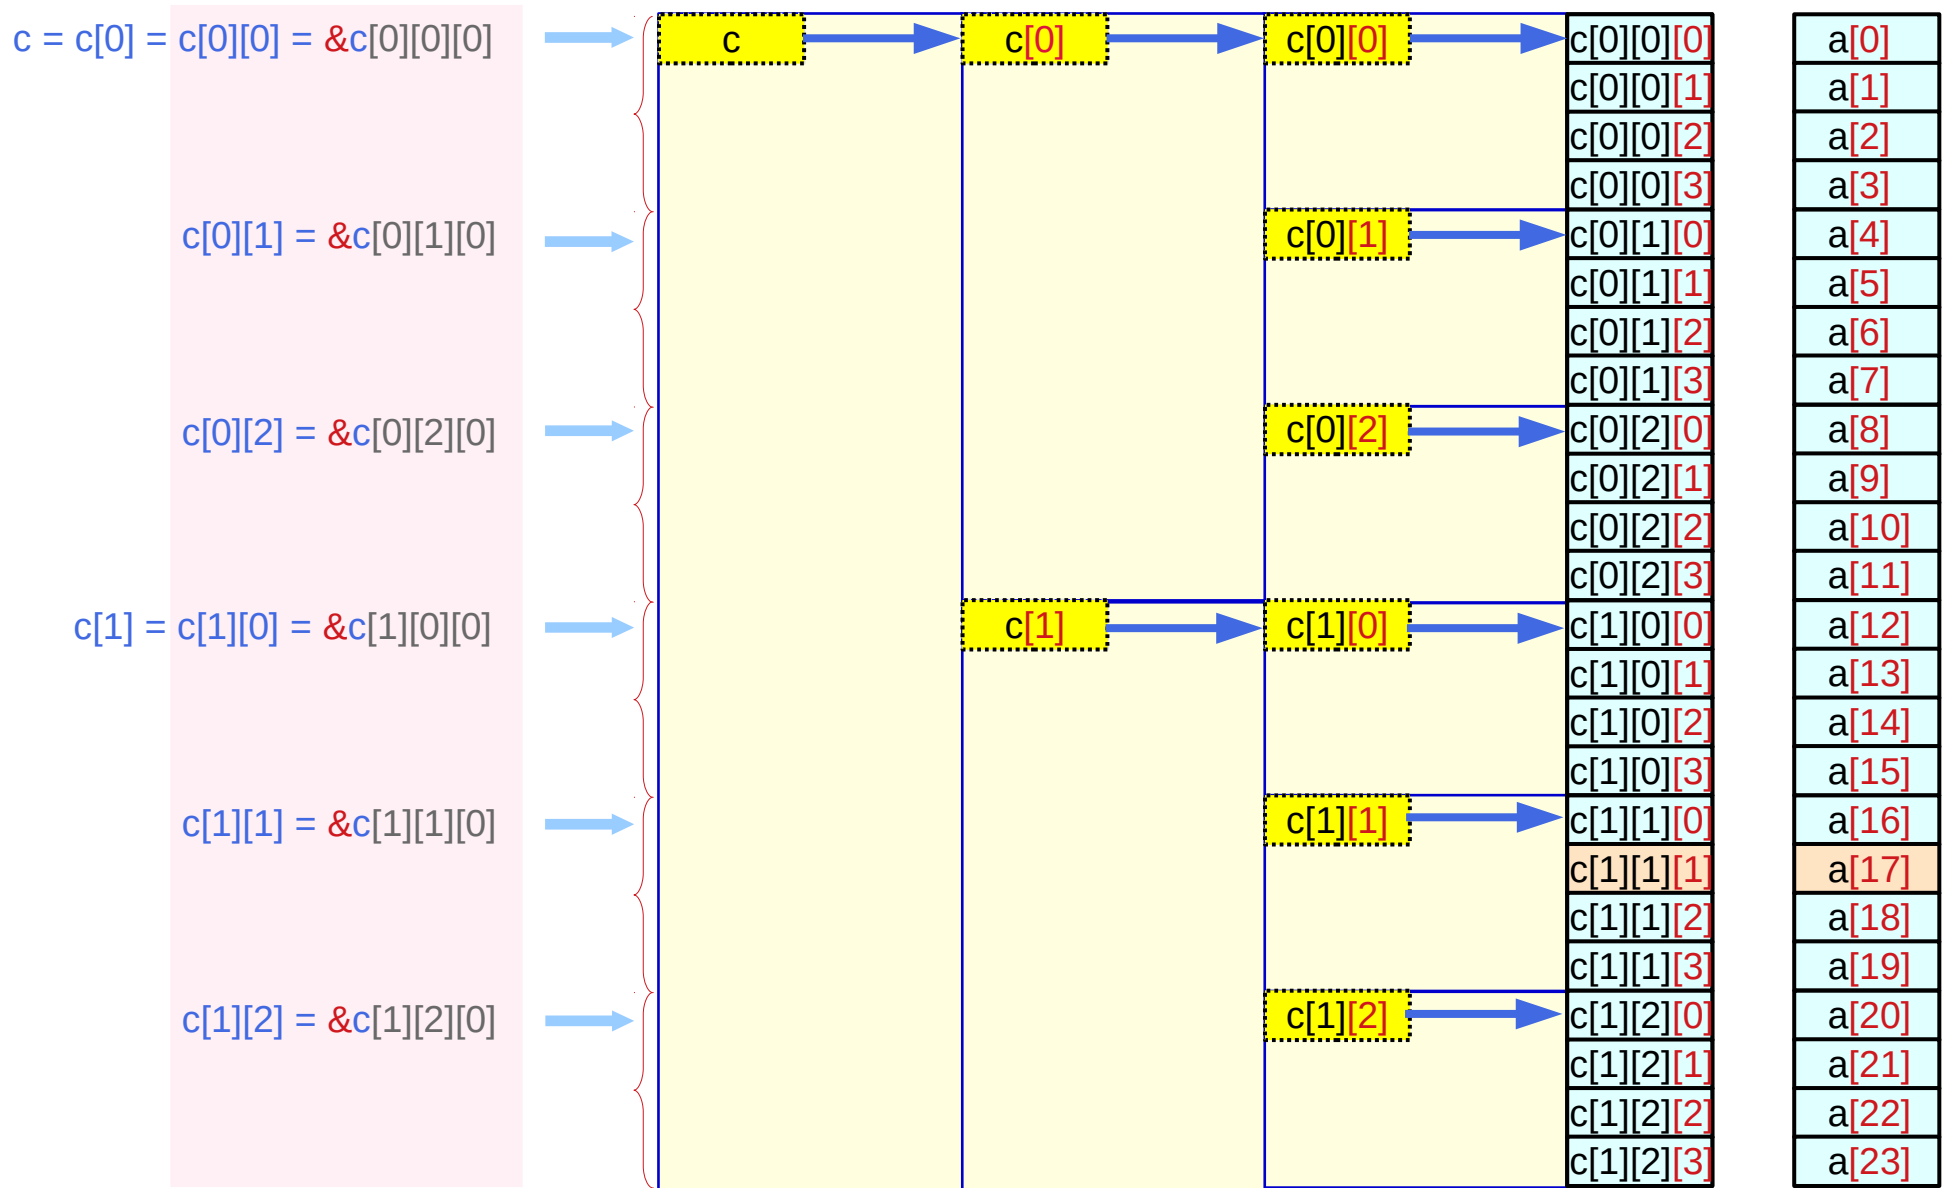 c = c[0] = c[0][0] = &c[0][0][0] c c[0] c[0][0] c[0][0][0] a[0]
c[0][0][1] a[1]
c[0][0][2] a[2]
c[0][0][3] a[3]
c[0][1] = &c[0][1][0] c[0][1] c[0][1][0] a[4]
c[0][1][1] a[5]
c[0][1][2] a[6]
c[0][1][3] a[7]
c[0][2] = &c[0][2][0] c[0][2] c[0][2][0] a[8]
c[0][2][1] a[9]
c[0][2][2] a[10]
c[0][2][3] a[11]
c[1] = c[1][0] = &c[1][0][0] c[1] c[1][0] c[1][0][0] a[12]
c[1][0][1] a[13]
c[1][0][2] a[14]
c[1][0][3] a[15]
c[1][1] = &c[1][1][0] c[1][1] c[1][1][0] a[16]
c[1][1][1] a[17]
c[1][1][2] a[18]
c[1][1][3] a[19]
c[1][2] = &c[1][2][0] c[1][2] c[1][2][0] a[20]
c[1][2][1] a[21]
c[1][2][2] a[22]
c[1][2][3] a[23]